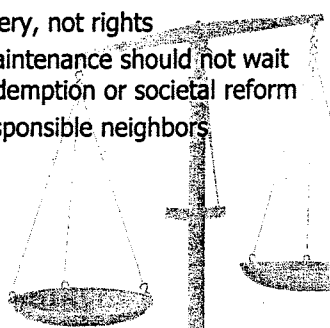 ery, not rights
aintenance should not wait
demption or societal reform
sponsible neighbors